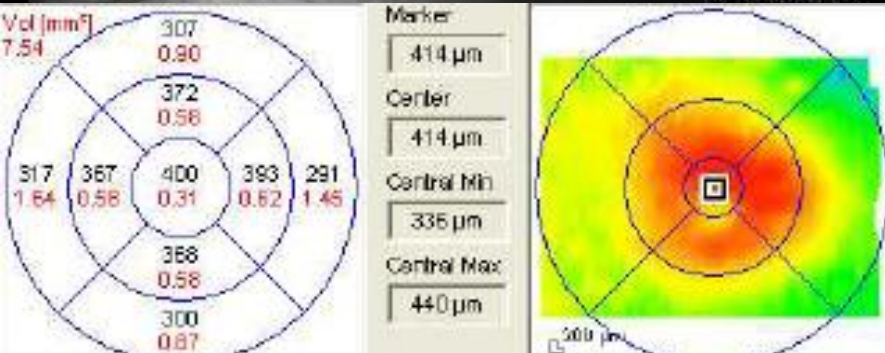 Vol [mm³]
7.54
307
0.90
372
0.56
317 367 400 393 291
1.64 0.58 0.31 0.62 1.45
368
0.58
300
0.87
Marker
414 µm
Center
414 µm
Central Min
336 µm
Central Max
440 µm
200 µm